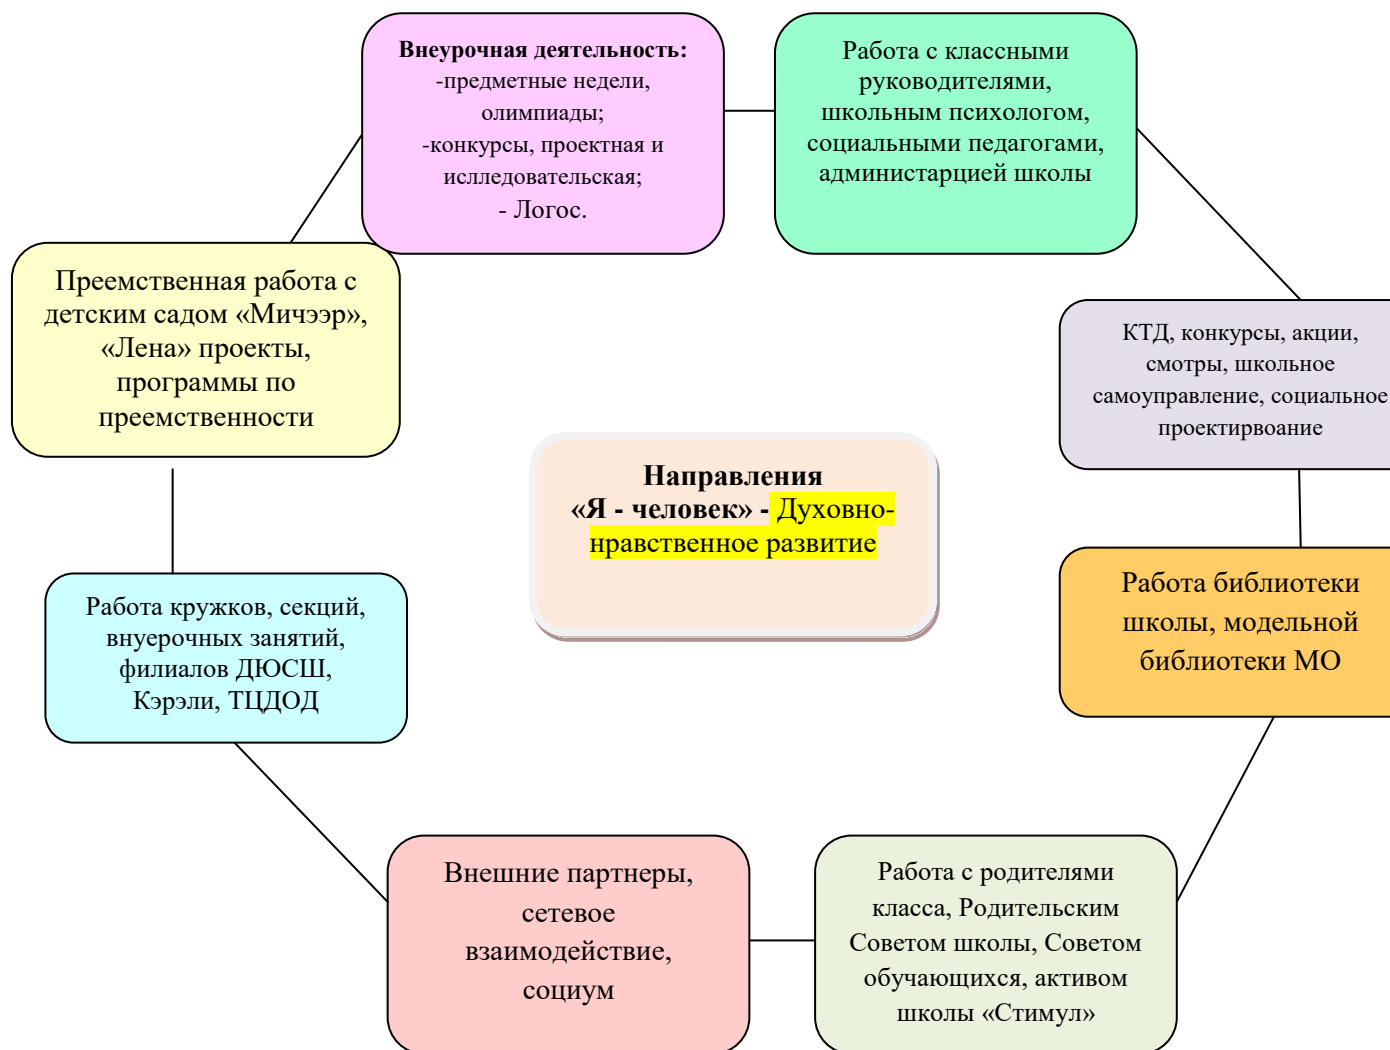 Внеурочная деятельность:
-предметные недели,
олимпиады;
-конкурсы, проектная и
ислледовательская;
- Логос.
Работа с классными
руководителями,
школьным психологом,
социальными педагогами,
администарцией школы
Преемственная работа с
детским садом «Мичээр»,
«Лена» проекты,
программы по
преемственности
КТД, конкурсы, акции,
смотры, школьное
самоуправление, социальное
проектирвоание
Направления
«Я - человек» - Духовно-
нравственное развитие
Работа кружков, секций,
внуерочных занятий,
филиалов ДЮСШ,
Кэрэли, ТЦДОД
Работа библиотеки
школы, модельной
библиотеки МО
Внешние партнеры,
сетевое
взаимодействие,
социум
Работа с родителями
класса, Родительским
Советом школы, Советом
обучающихся, активом
школы «Стимул»